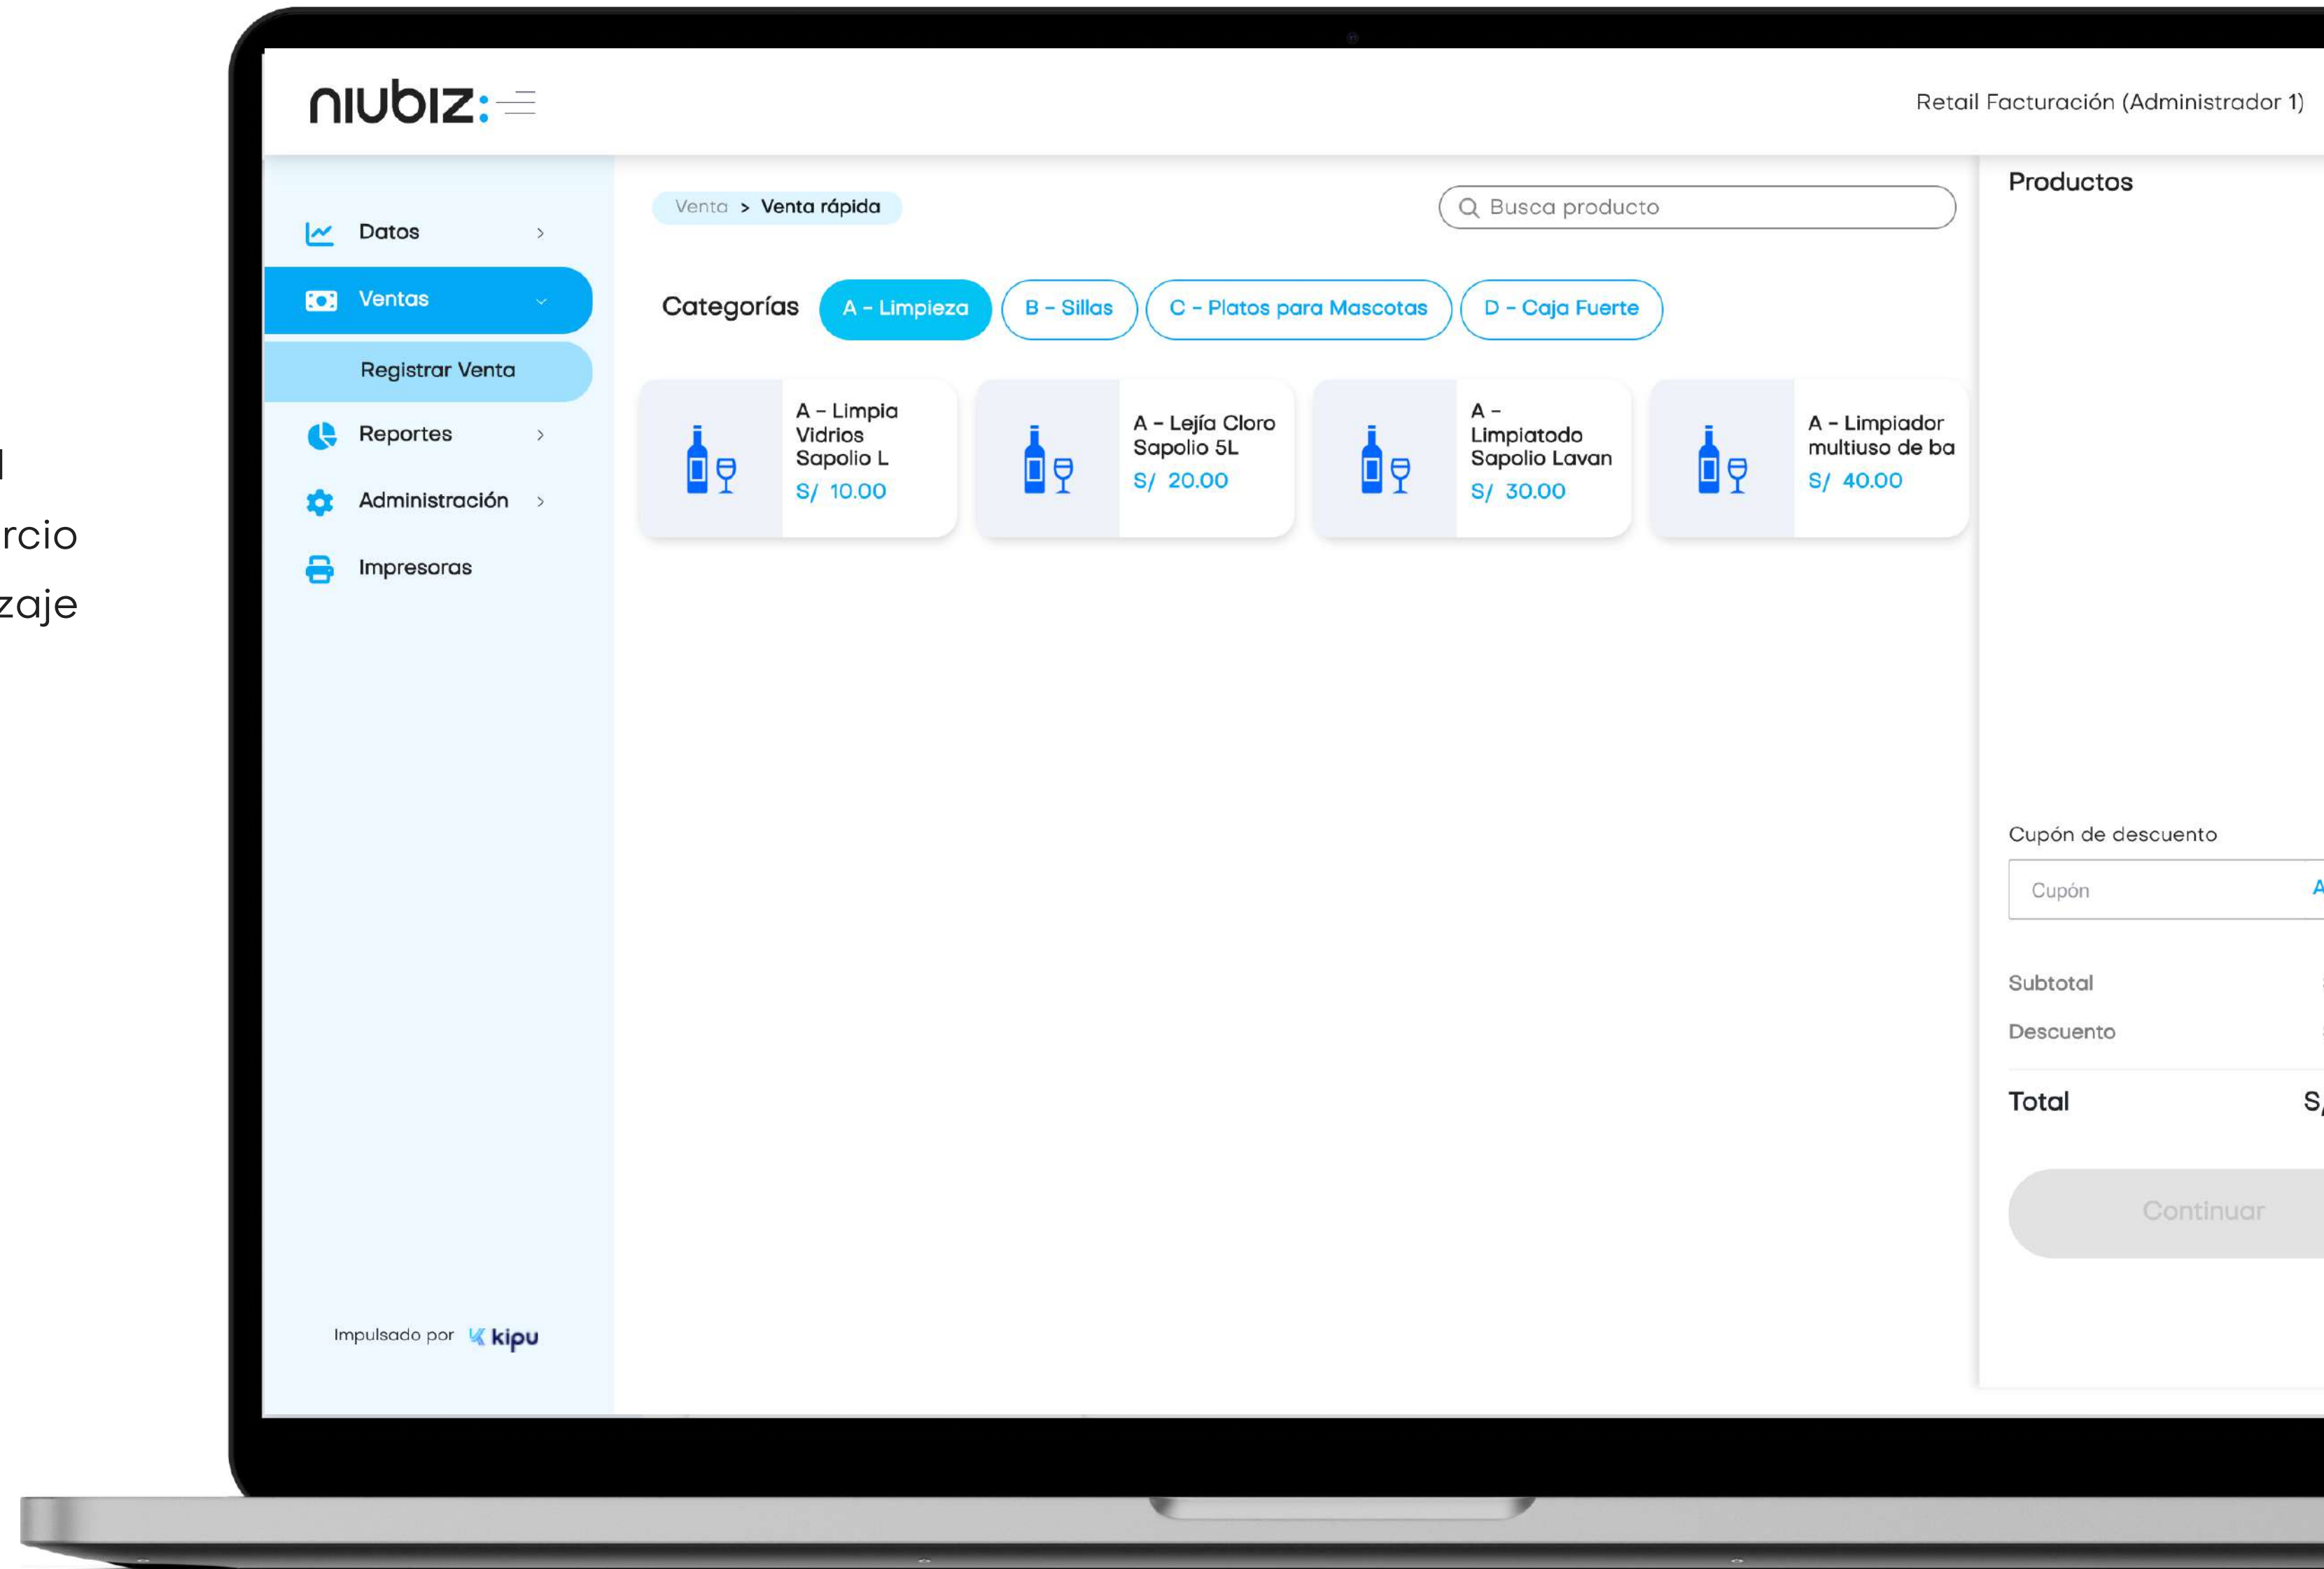 niubiz:
Retail Facturación (Administrador 1)
Datos
Ventas
Registrar Venta
Reportes
Administración
Impresoras
Impulsado por kipu
rcio
zaje
Venta > Venta rápida
Busca producto
Categorías
A - Limpieza
B - Sillas
C - Platos para Mascotas
D - Caja Fuerte
A - Limpia
Vidrios
Sapolio L
S/ 10.00
A - Lejía Cloro
Sapolio 5L
S/ 20.00
A -
Limpiatodo
Sapolio Lavan
S/ 30.00
A - Limpiador
multiuso de ba
S/ 40.00
Productos
Cupón de descuento
Cupón
A
Subtotal
Descuento
Total S/
Continuar